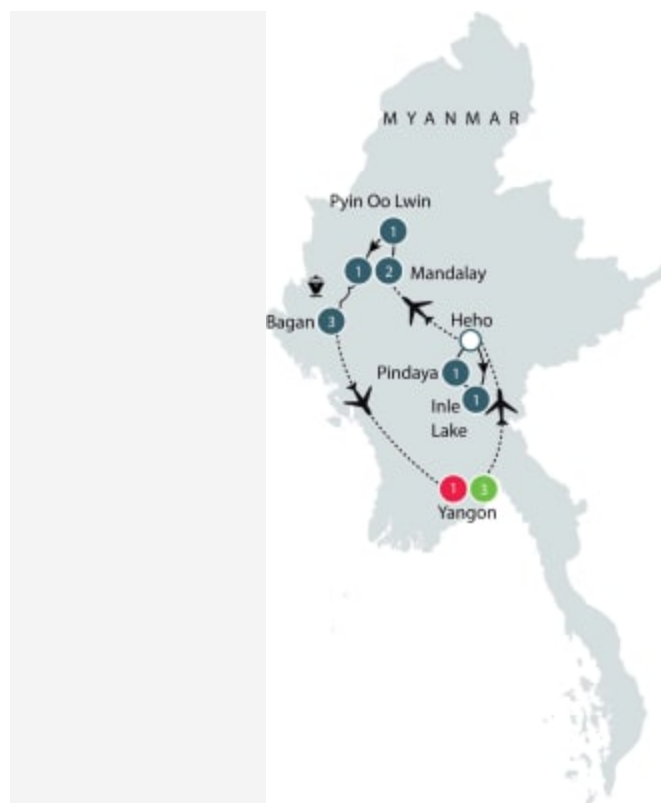 MYANMAR
Pyin Oo Lwin
1
1
2
Mandalay
Bagan
3
Heho
Pindaya
1
1
Inle
Lake
1
3
Yangon